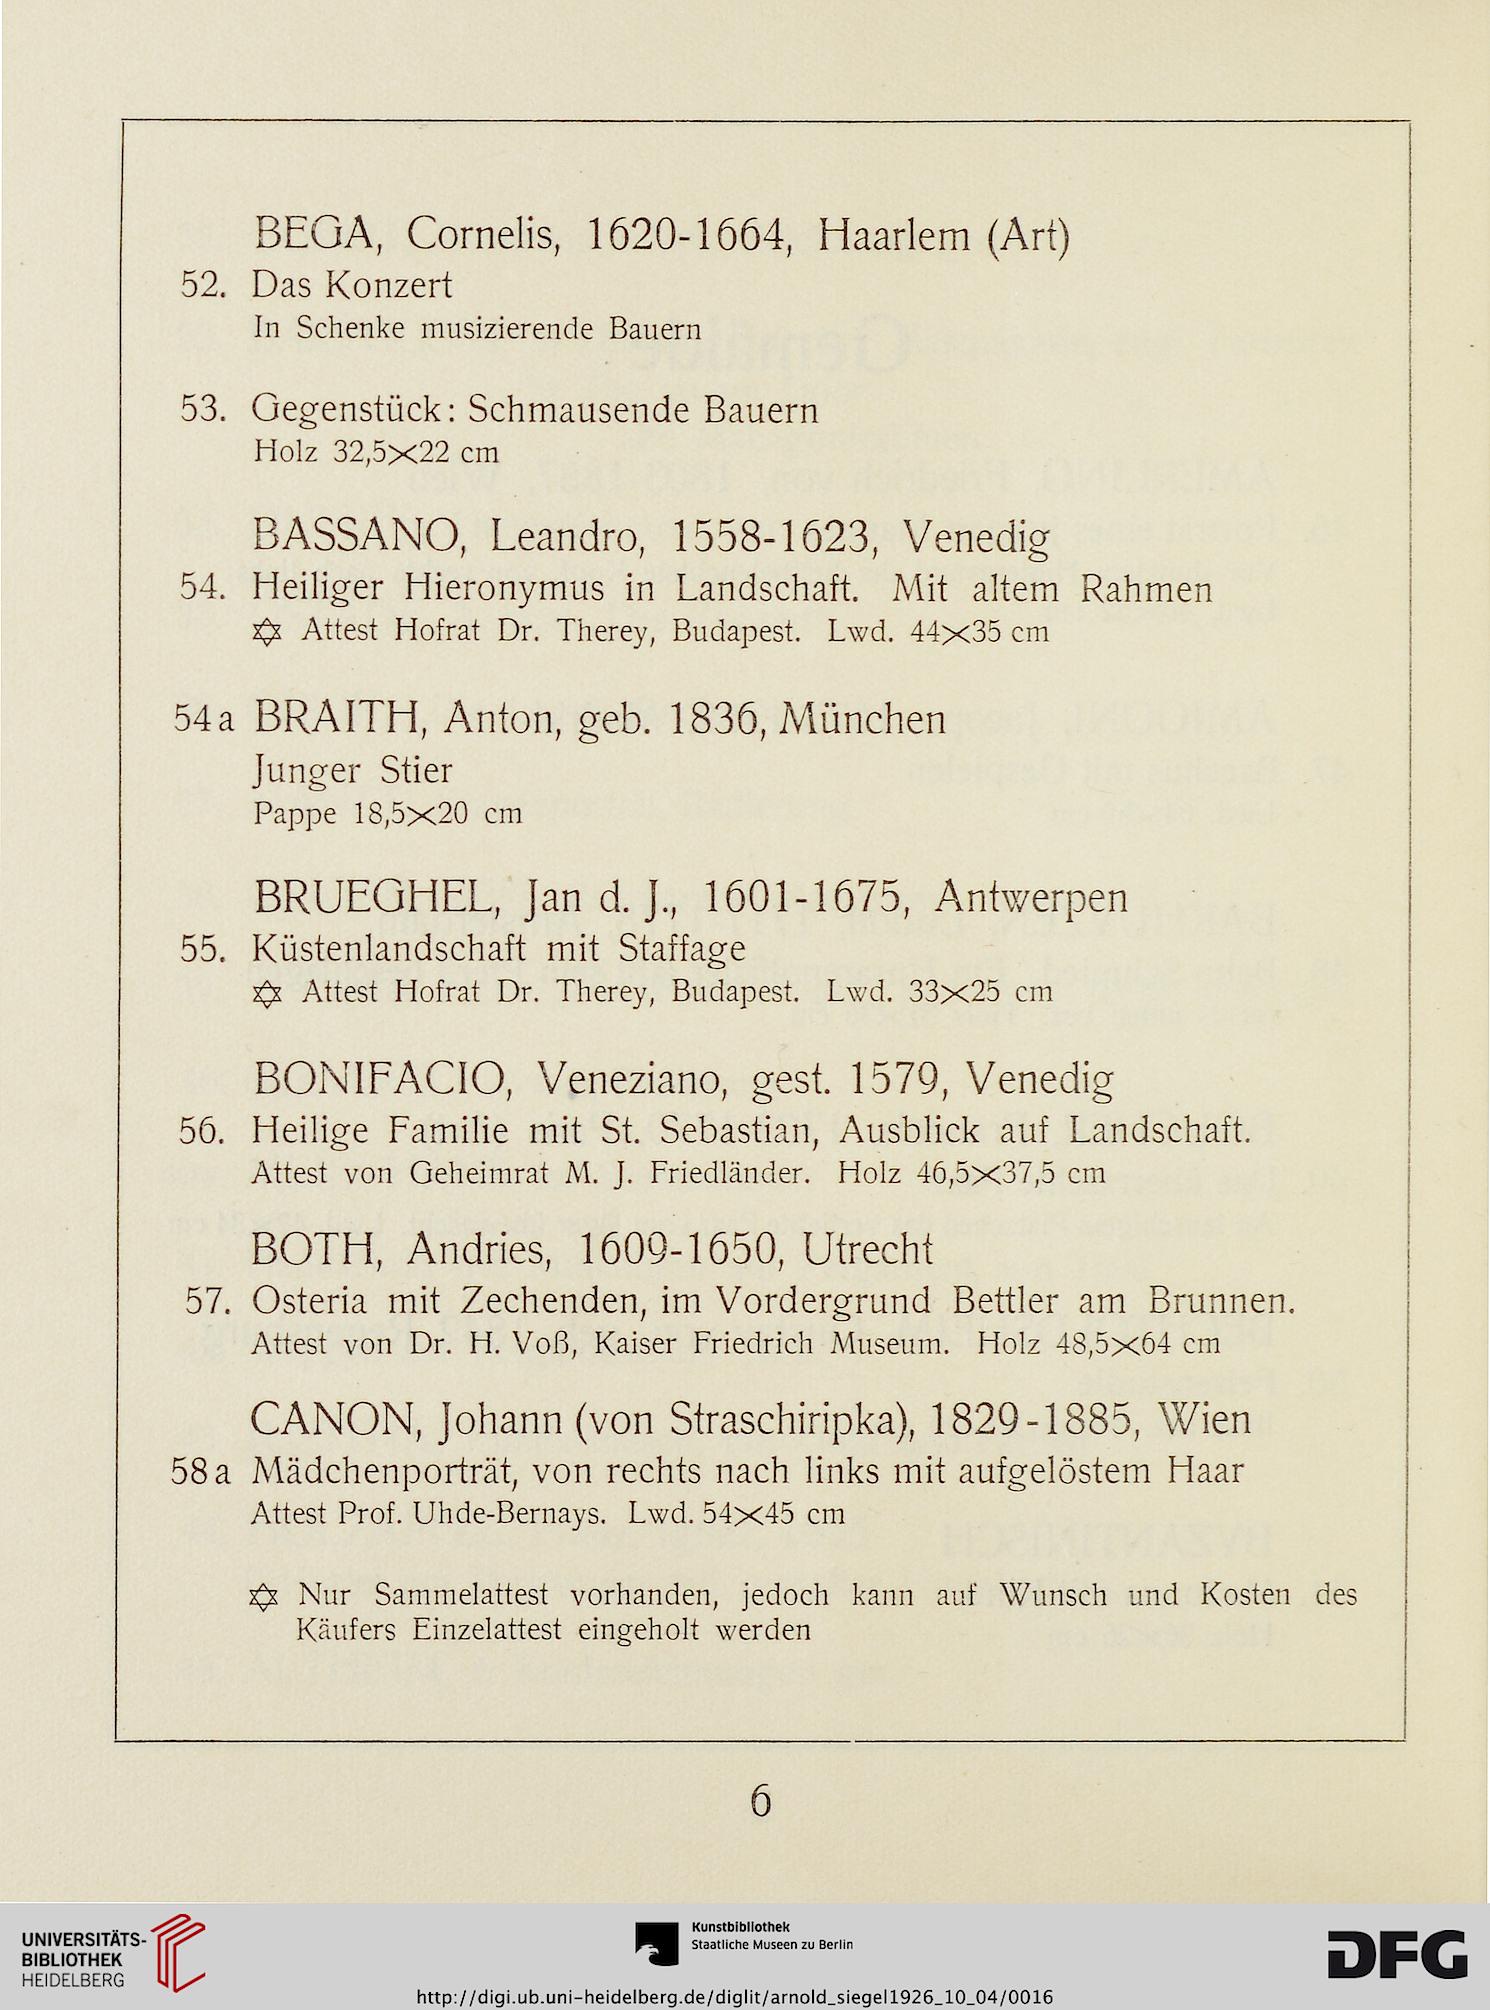 BEGA, Cornelis, 1620-1664, Haarlem (Art)
52. Das Konzert
In Schenke musizierende Bauern
53. Gegenstück: Schmausende Bauern
Holz 32,5×22 cm
BASSANO, Leandro, 1558-1623, Venedig
54. Heiliger Hieronymus in Landschaft. Mit altem Rahmen
✡ Attest Hofrat Dr. Therey, Budapest. Lwd. 44×35 cm
54a BRAITH, Anton, geb. 1836, München
Junger Stier
Pappe 18,5×20 cm
BRUEGHEL, Jan d. J., 1601-1675, Antwerpen
55. Küstenlandschaft mit Staffage
✡ Attest Hofrat Dr. Therey, Budapest. Lwd. 33×25 cm
BONIFACIO, Veneziano, gest. 1579, Venedig
56. Heilige Familie mit St. Sebastian, Ausblick auf Landschaft.
Attest von Geheimrat M. J. Friedländer. Holz 46,5×37,5 cm
BOTH, Andries, 1609-1650, Utrecht
57. Osteria mit Zechenden, im Vordergrund Bettler am Brunnen.
Attest von Dr. H. Voß, Kaiser Friedrich Museum. Holz 48,5×64 cm
CANON, Johann (von Straschiripka), 1829-1885, Wien
58a Mädchenporträt, von rechts nach links mit aufgelöstem Haar
Attest Prof. Uhde-Bernays. Lwd. 54×45 cm
✡ Nur Sammelattest vorhanden, jedoch kann auf Wunsch und Kosten des
Käufers Einzelattest eingeholt werden
6
UNIVERSITÄTS-
BIBLIOTHEK
HEIDELBERG
Kunstbibliothek
Staatliche Museen zu Berlin
DFG
http://digi.ub.uni-heidelberg.de/diglit/arnold_siegel1926_10_04/0016